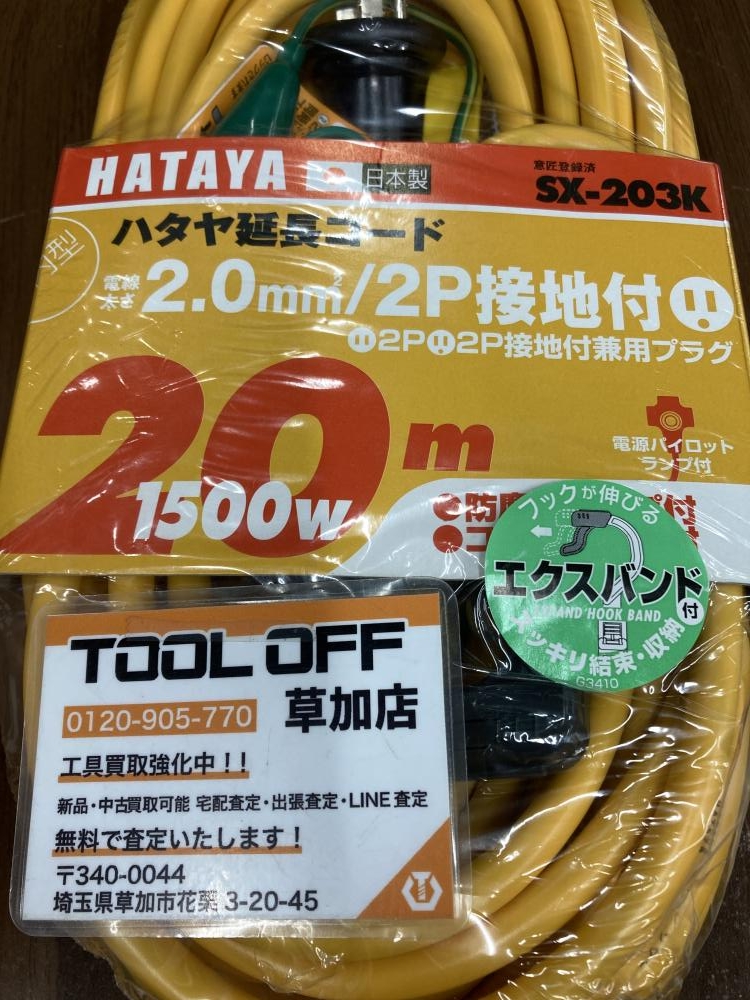 HATAYA 日本製
意匠登録済
SX-203K
ハタヤ延長コード
電線
太さ 2.0mm²/2P接地付
2P 2P接地付兼用プラグ
20m
1500W
電源パイロット
ランプ付
フックが伸びる
エクスバンド付
HOOK BAND
結束・収納
G3410
TOOL OFF
0120-905-770 草加店
工具買取強化中!!
新品・中古買取可能 宅配査定・出張査定・LINE査定
無料で査定いたします!
〒340-0044
埼玉県草加市花栗3-20-45